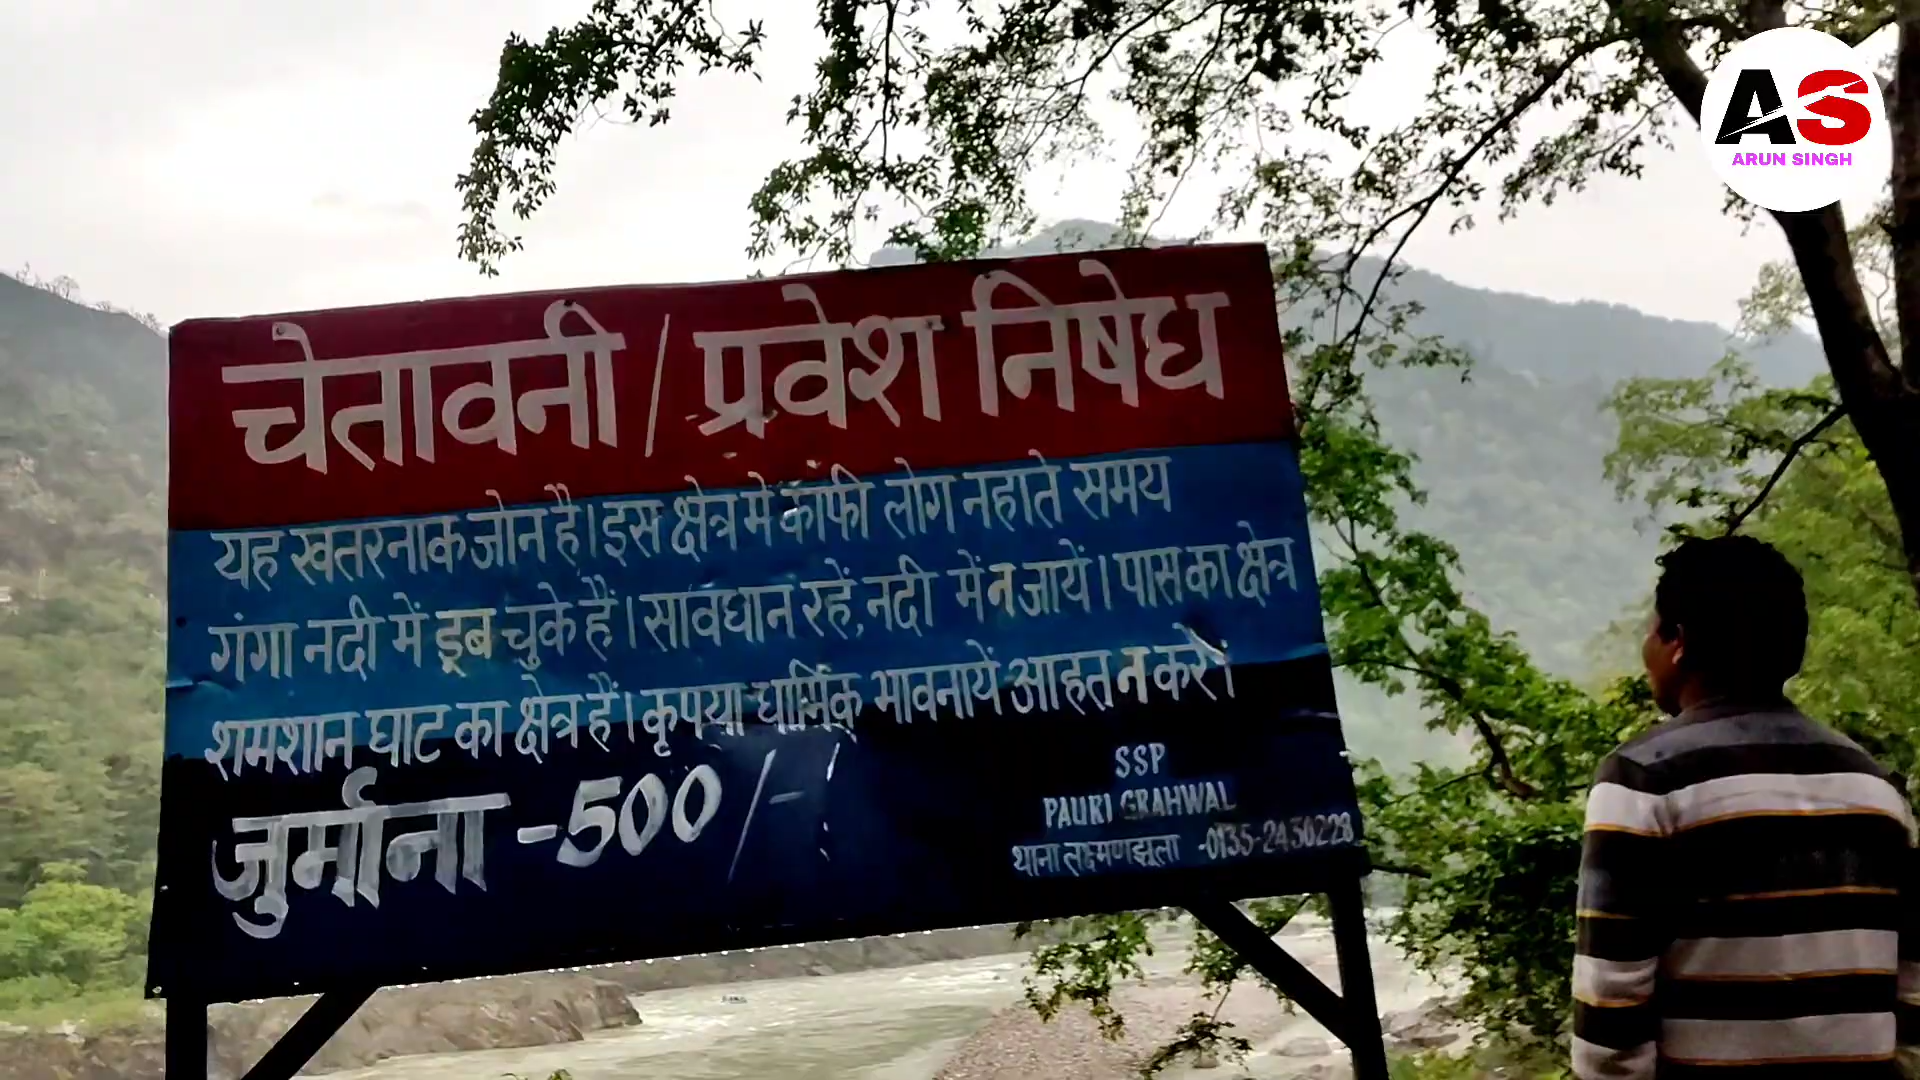 चेतावनी / प्रवेश निषेध
यह खतरनाक जोन है। इस क्षेत्र में काॅफी लोग नहाते समय
गंगा नदी में डूब चुके हैं। सावधान रहें, नदी में न जायें। पास का क्षेत्र
शमशान घाट का क्षेत्र हैं। कृपया धार्मिक भावनायें आहत न करें।
जुर्माना -500/-
SSP
PAURI GRAHWAL
थाना लक्ष्मणझूला -0135-2430228
AS
ARUN SINGH